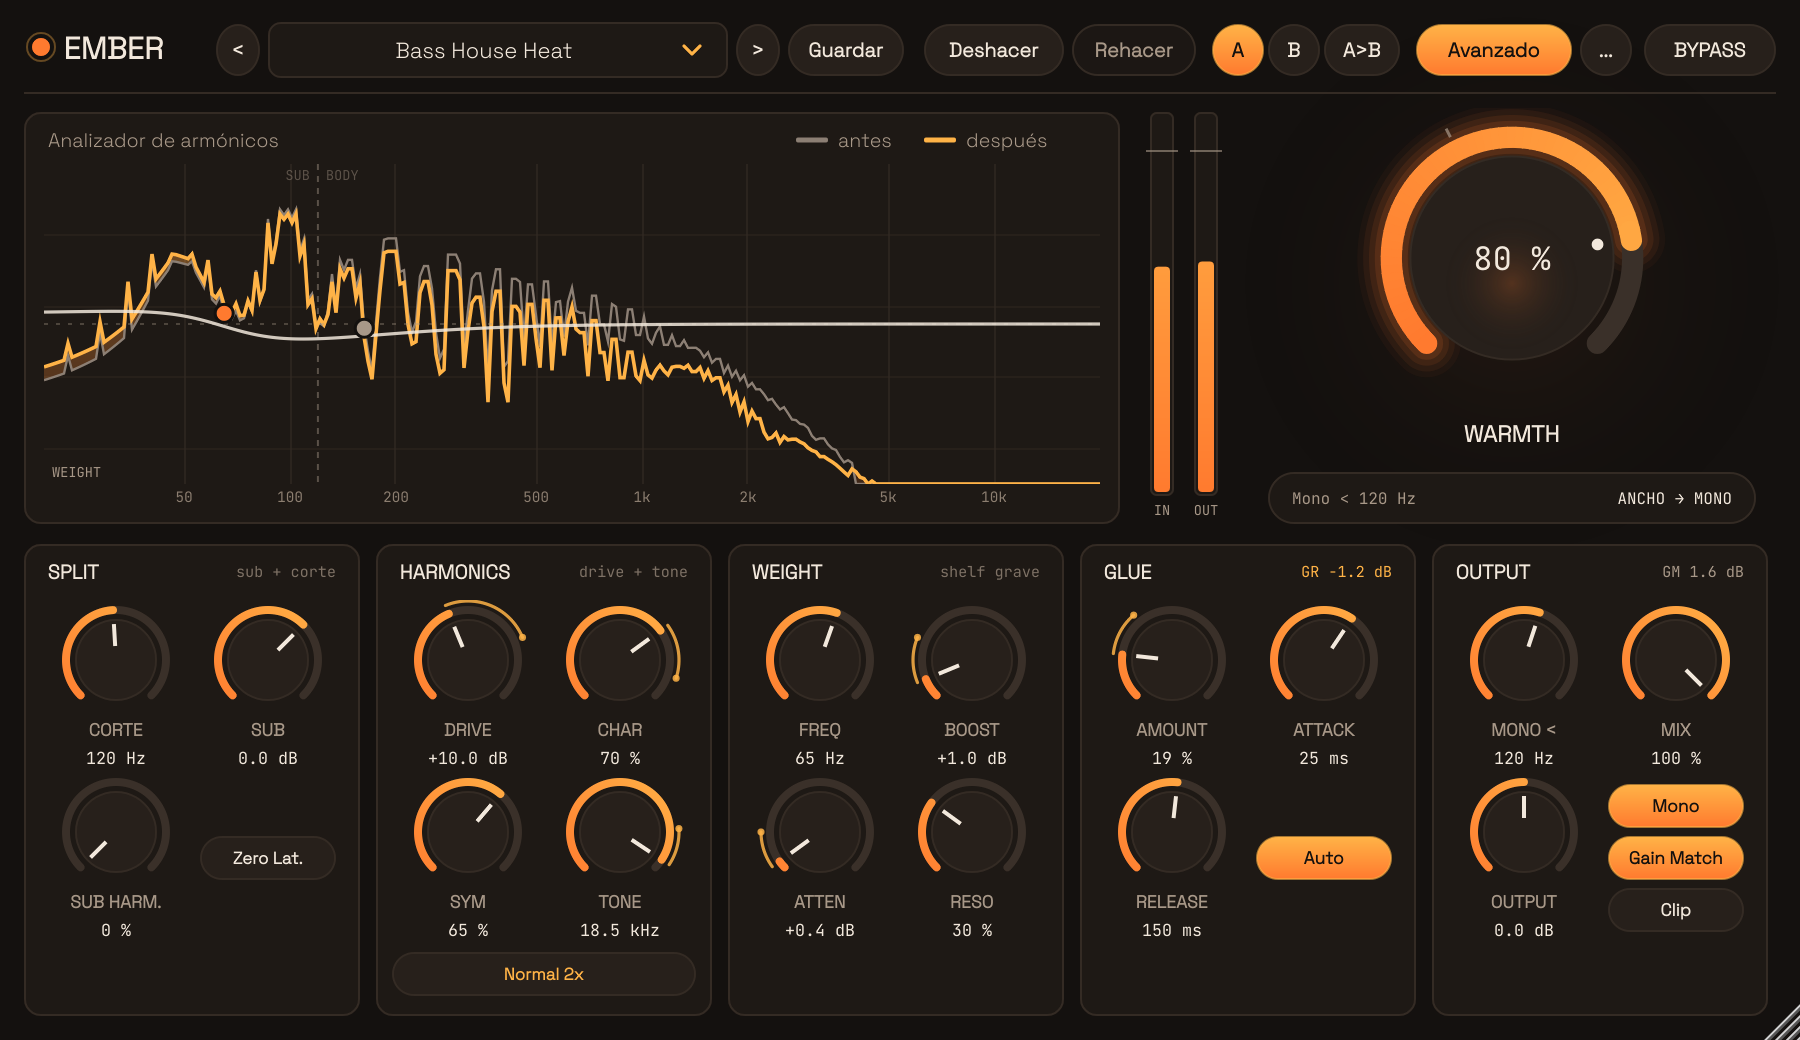 EMBER
< Bass House Heat > Guardar Deshacer Rehacer A B A>B Avanzado ... BYPASS
Analizador de armónicos antes después
SUB BODY
80 %
WEIGHT
50 100 200 500 1k 2k 5k 10k
IN OUT
WARMTH
Mono < 120 Hz ANCHO → MONO
SPLIT sub + corte
CORTE SUB
120 Hz 0.0 dB
Zero Lat.
SUB HARM.
0 %
HARMONICS drive + tone
DRIVE CHAR
+10.0 dB 70 %
SYM TONE
65 % 18.5 kHz
Normal 2x
WEIGHT shelf grave
FREQ BOOST
65 Hz +1.0 dB
ATTEN RESO
+0.4 dB 30 %
GLUE GR -1.2 dB
AMOUNT ATTACK
19 % 25 ms
Auto
RELEASE
150 ms
OUTPUT GM 1.6 dB
MONO < MIX
120 Hz 100 %
Mono
Gain Match
OUTPUT Clip
0.0 dB